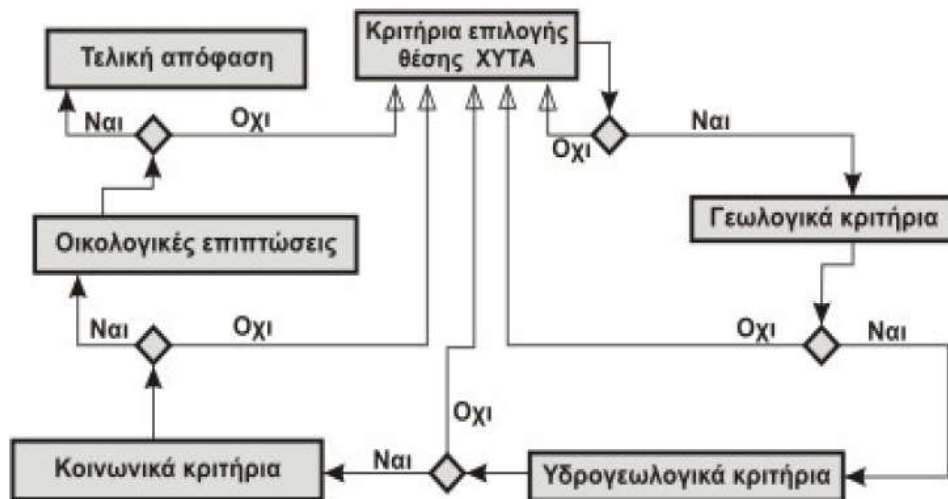 Κριτήρια επιλογής
θέσης ΧΥΤΑ
Τελική απόφαση
Ναι
Οχι
Οχι
Ναι
Γεωλογικά κριτήρια
Οικολογικές επιπτώσεις
Ναι
Οχι
Οχι
Ναι
Οχι
Κοινωνικά κριτήρια
Ναι
Υδρογεωλογικά κριτήρια